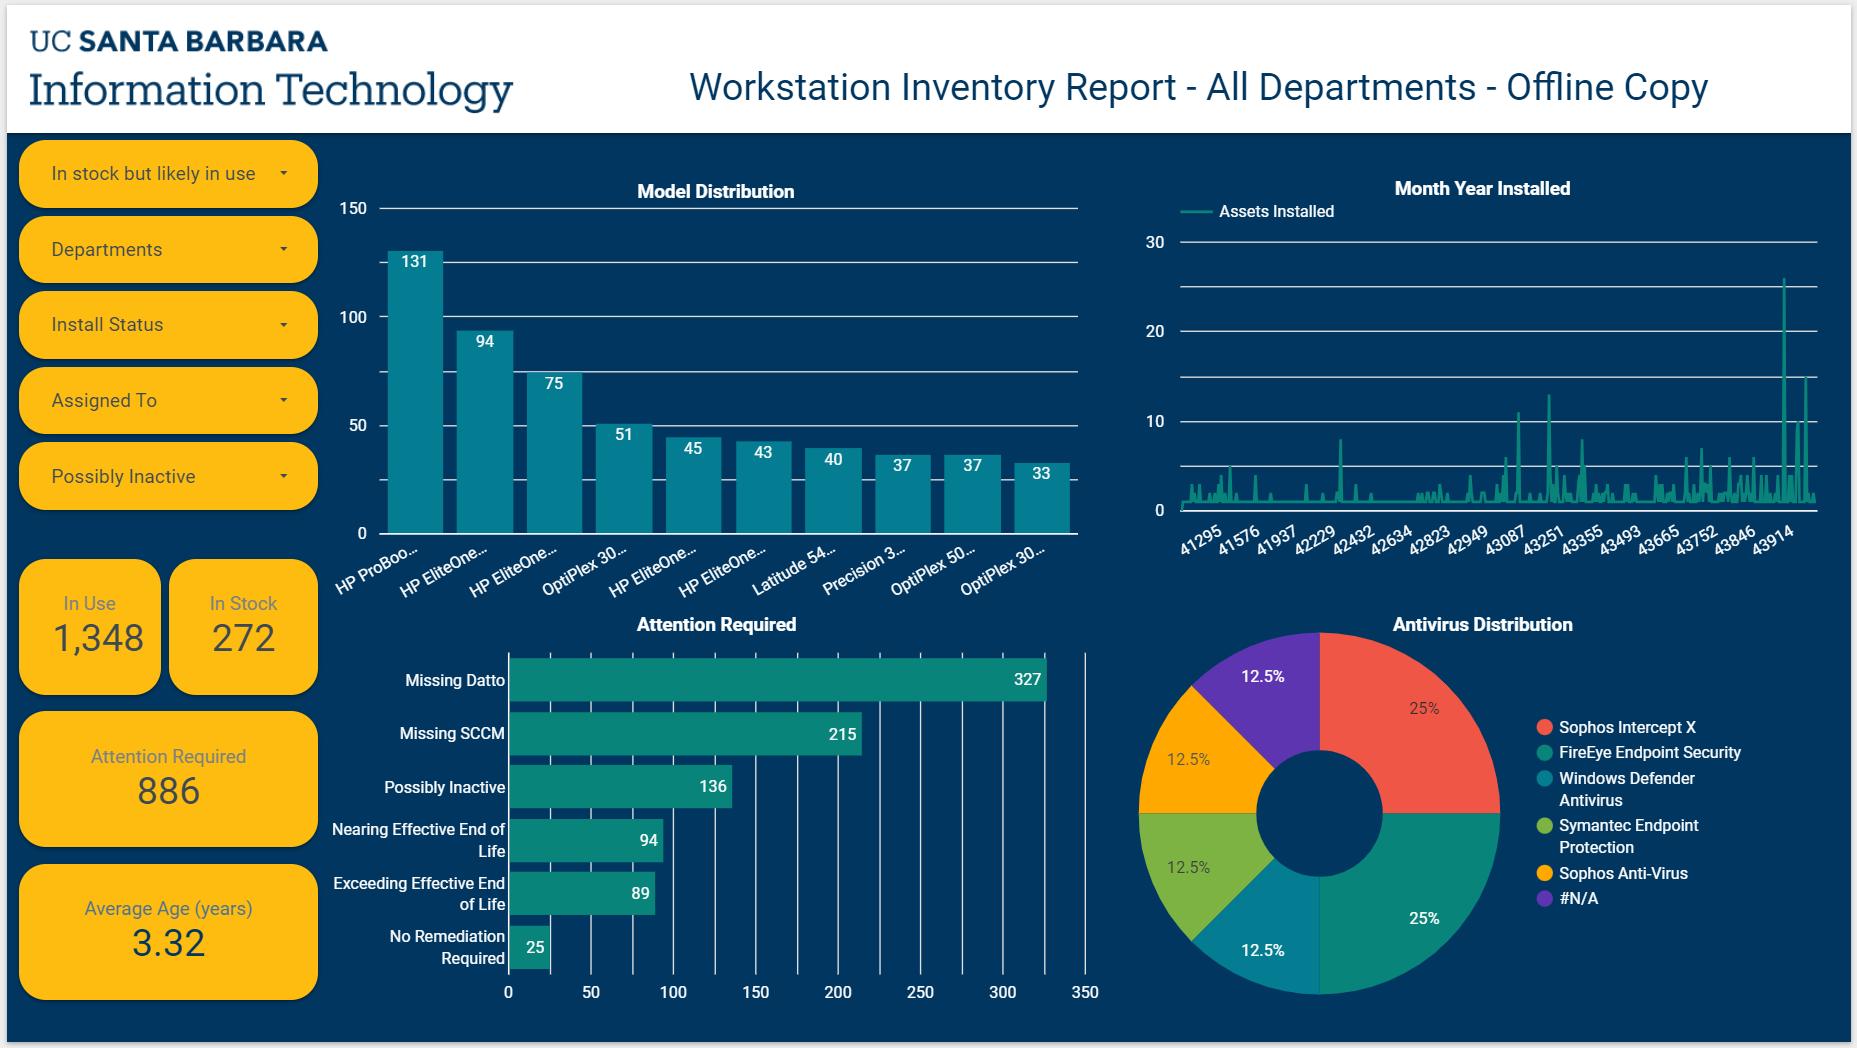 UC SANTA BARBARA
Information Technology
Workstation Inventory Report - All Departments - Offline Copy
In stock but likely in use
Departments
Install Status
Assigned To
Possibly Inactive
In Use
1,348
In Stock
272
Attention Required
886
Average Age (years)
3.32
Model Distribution
150
100
50
0
131
94
75
51
45
43
40
37
37
33
HP ProBoo...
HP EliteOne...
HP EliteOne...
OptiPlex 30...
HP EliteOne...
HP EliteOne...
Latitude 54...
Precision 3...
OptiPlex 50...
OptiPlex 30...
Month Year Installed
Assets Installed
30
20
10
0
41295
41576
41937
42229
42432
42634
42823
42949
43087
43251
43355
43493
43665
43752
43846
43914
Attention Required
Missing Datto
327
Missing SCCM
215
Possibly Inactive
136
Nearing Effective End of
Life
94
Exceeding Effective End
of Life
89
No Remediation
Required
25
0 50 100 150 200 250 300 350
Antivirus Distribution
12.5%
25%
12.5%
12.5%
12.5%
25%
Sophos Intercept X
FireEye Endpoint Security
Windows Defender
Antivirus
Symantec Endpoint
Protection
Sophos Anti-Virus
#N/A